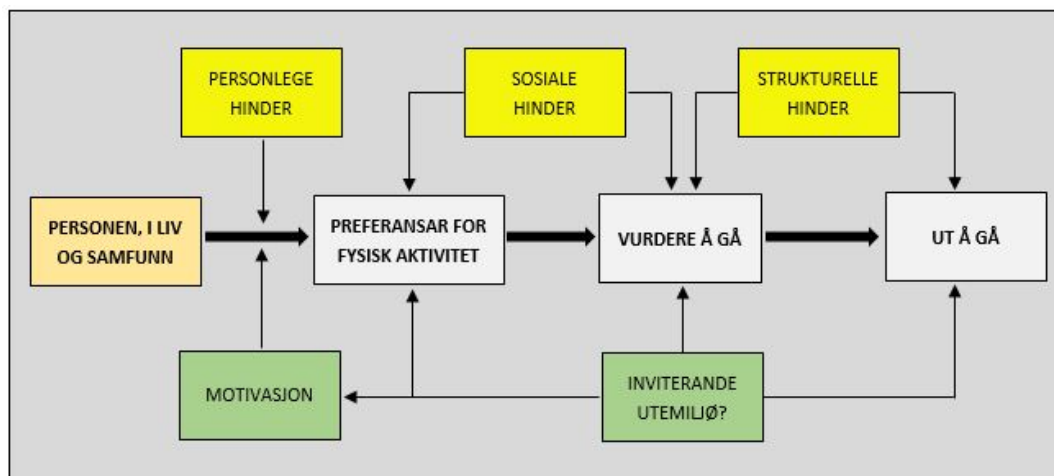 PERSONLEGE
HINDER
SOSIALE
HINDER
STRUKTURELLE
HINDER
PERSONEN, I LIV
OG SAMFUNN
PREFERANSAR FOR
FYSISK AKTIVITET
VURDERE Å GÅ
UT Å GÅ
MOTIVASJON
INVITERANDE
UTEMILJØ?